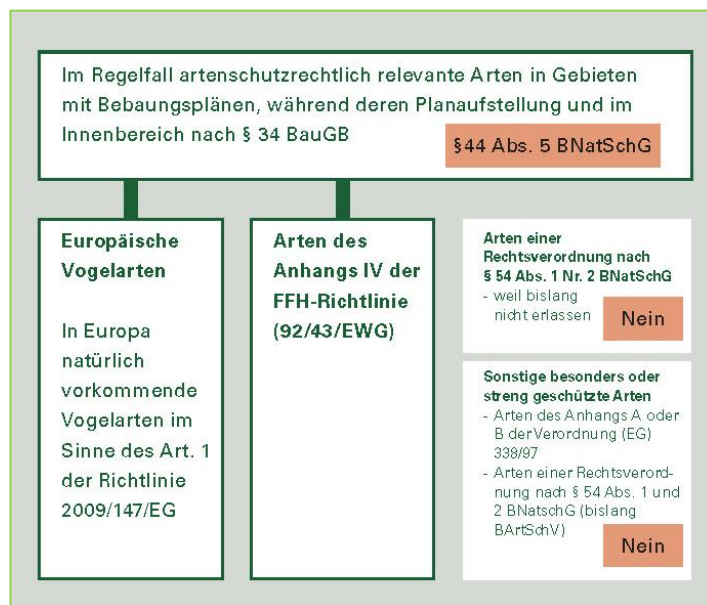 Im Regelfall artenschutzrechtlich relevante Arten in Gebieten
mit Bebaungsplänen, während deren Planaufstellung und im
Innenbereich nach § 34 BauGB
§44 Abs. 5 BNatSchG
Europäische
Vogelarten
In Europa
natürlich
vorkommende
Vogelarten im
Sinne des Art. 1
der Richtlinie
2009/147/EG
Arten des
Anhangs IV der
FFH-Richtlinie
(92/43/EWG)
Arten einer
Rechtsverordnung nach
§ 54 Abs. 1 Nr. 2 BNatSchG
- weil bislang
nicht erlassen
Nein
Sonstige besonders oder
streng geschützte Arten
- Arten des Anhangs A oder
B der Verordnung (EG)
338/97
- Arten einer Rechtsverord-
nung nach § 54 Abs. 1 und
2 BNatschG (bislang
BArtSchV)
Nein